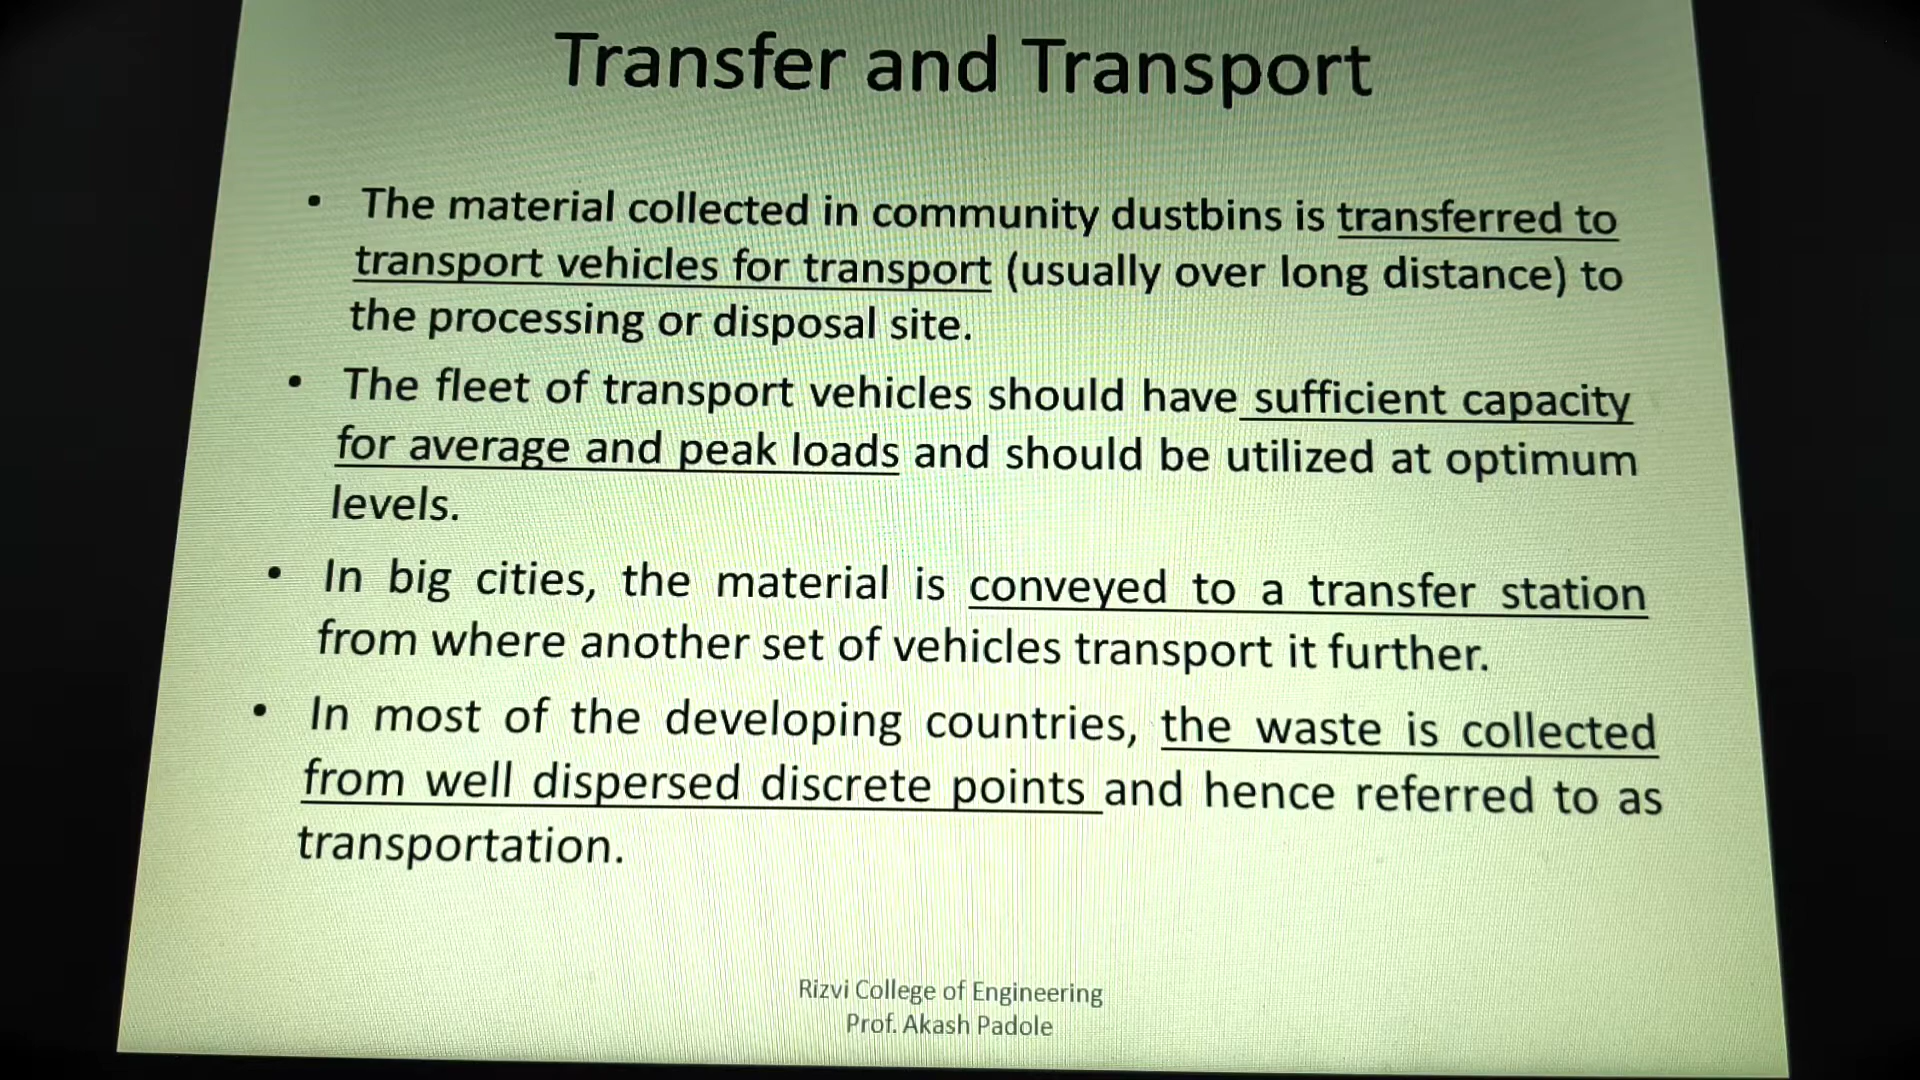 Transfer and Transport
• The material collected in community dustbins is transferred to
transport vehicles for transport (usually over long distance) to
the processing or disposal site.
• The fleet of transport vehicles should have sufficient capacity
for average and peak loads and should be utilized at optimum
levels.
• In big cities, the material is conveyed to a transfer station
from where another set of vehicles transport it further.
• In most of the developing countries, the waste is collected
from well dispersed discrete points and hence referred to as
transportation.
Rizvi College of Engineering
Prof. Akash Padole